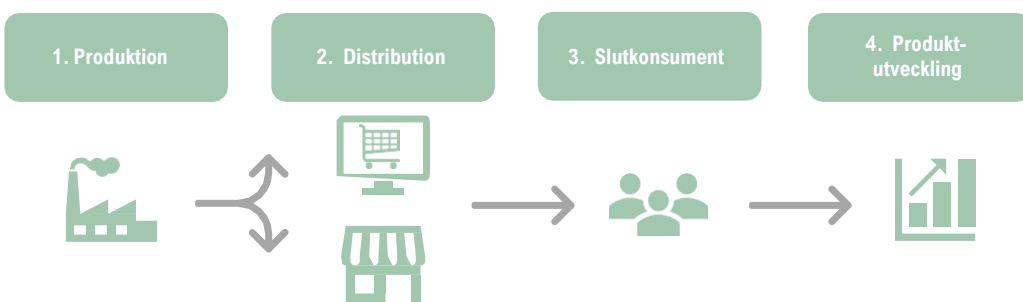 1. Produktion
2. Distribution
3. Slutkonsument
4. Produkt-
utveckling